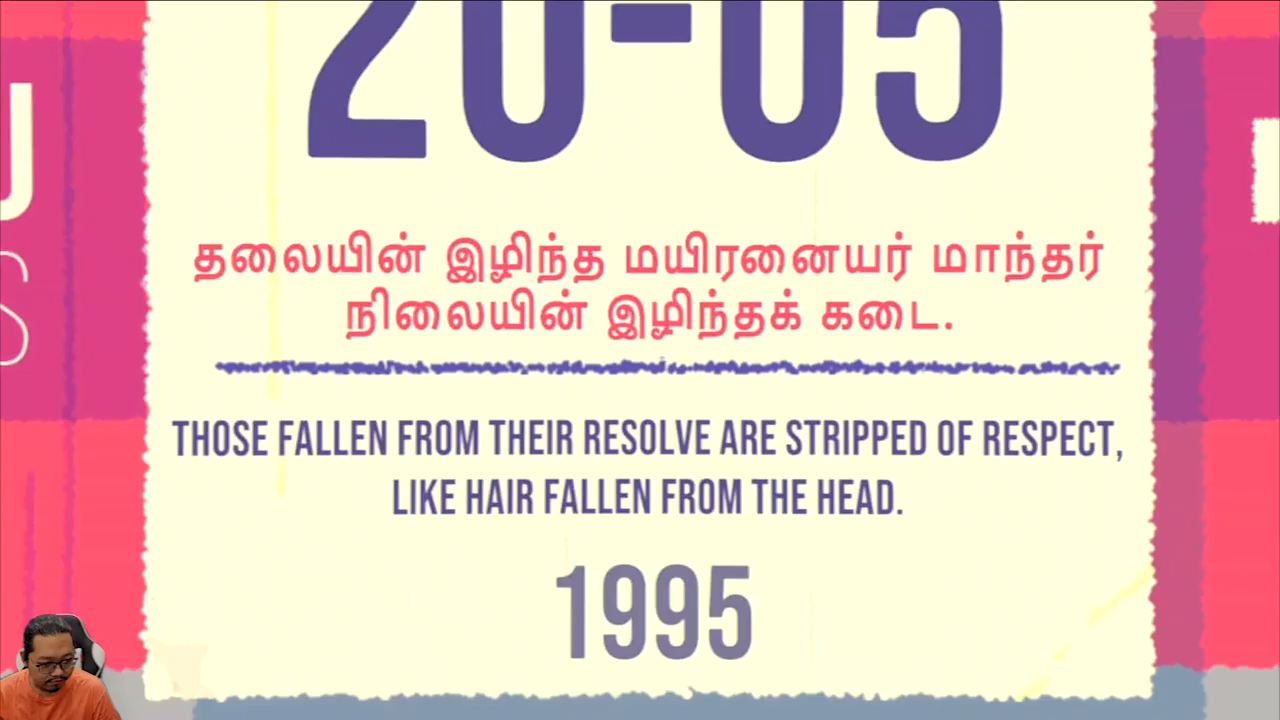 20-05
தலையின் இழிந்த மயிரனையர் மாந்தர்
நிலையின் இழிந்தக் கடை.
THOSE FALLEN FROM THEIR RESOLVE ARE STRIPPED OF RESPECT,
LIKE HAIR FALLEN FROM THE HEAD.
1995